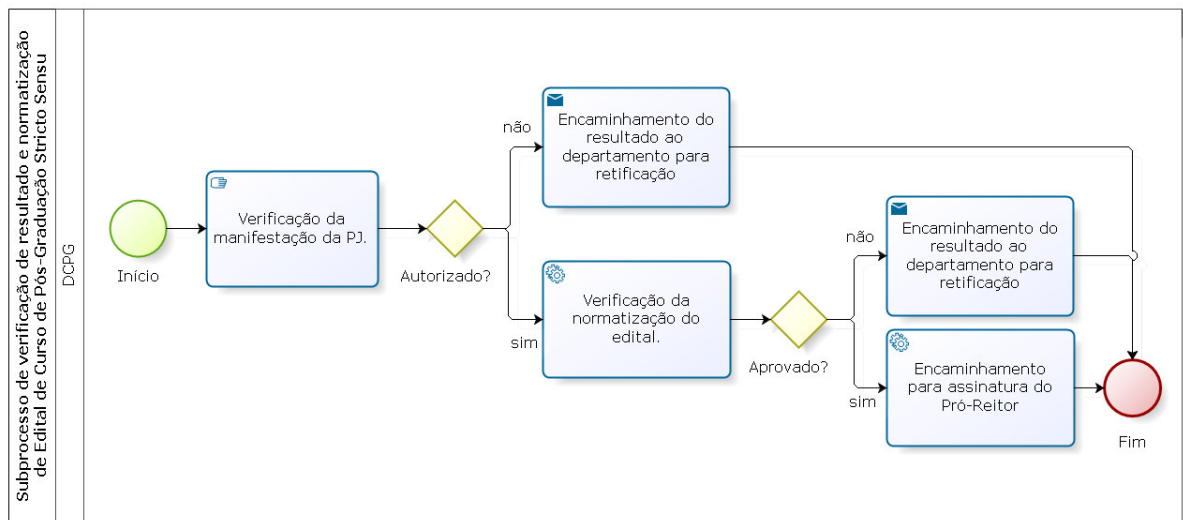 Subprocesso de verificação de resultado e normatização
de Edital de Curso de Pós-Graduação Stricto Sensu
DCPG
Início
Verificação da
manifestação da PJ.
Autorizado?
não
Encaminhamento do
resultado ao
departamento para
retificação
sim
Verificação da
normatização do
edital.
Aprovado?
não
Encaminhamento do
resultado ao
departamento para
retificação
sim
Encaminhamento
para assinatura do
Pró-Reitor
Fim